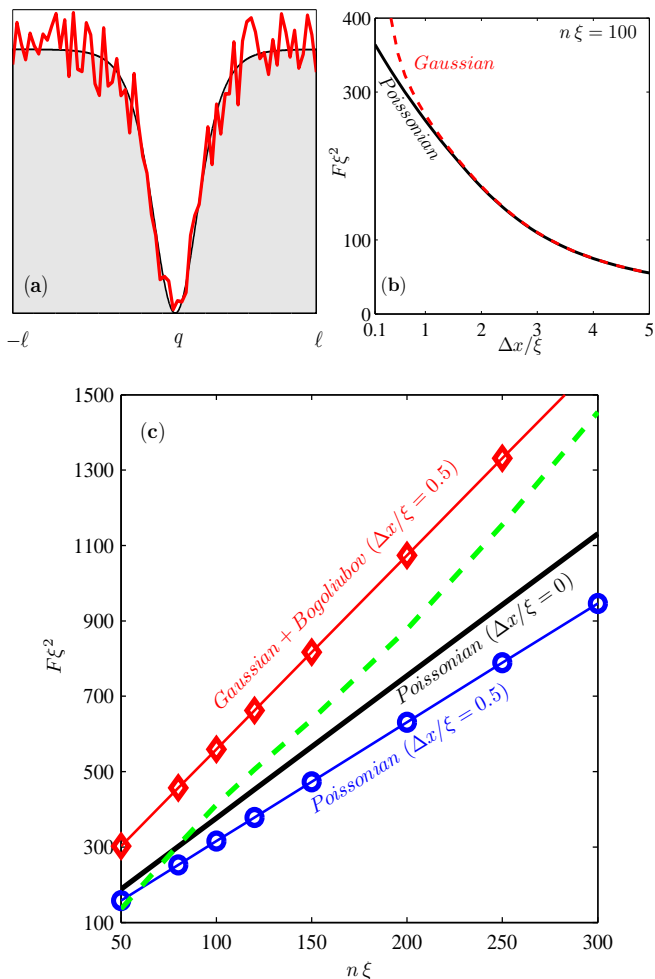 (a)
−ℓ q ℓ
n ξ = 100
Gaussian
Poissonian
(b)
400
300
100
0
Fξ²
0.1 1 2 3 4 5
Δx/ξ
(c)
1500
1300
1100
900
700
500
300
100
Fξ²
Gaussian + Bogoliubov (Δx/ξ = 0.5)
Poissonian (Δx/ξ = 0)
Poissonian (Δx/ξ = 0.5)
50 100 150 200 250 300
n ξ